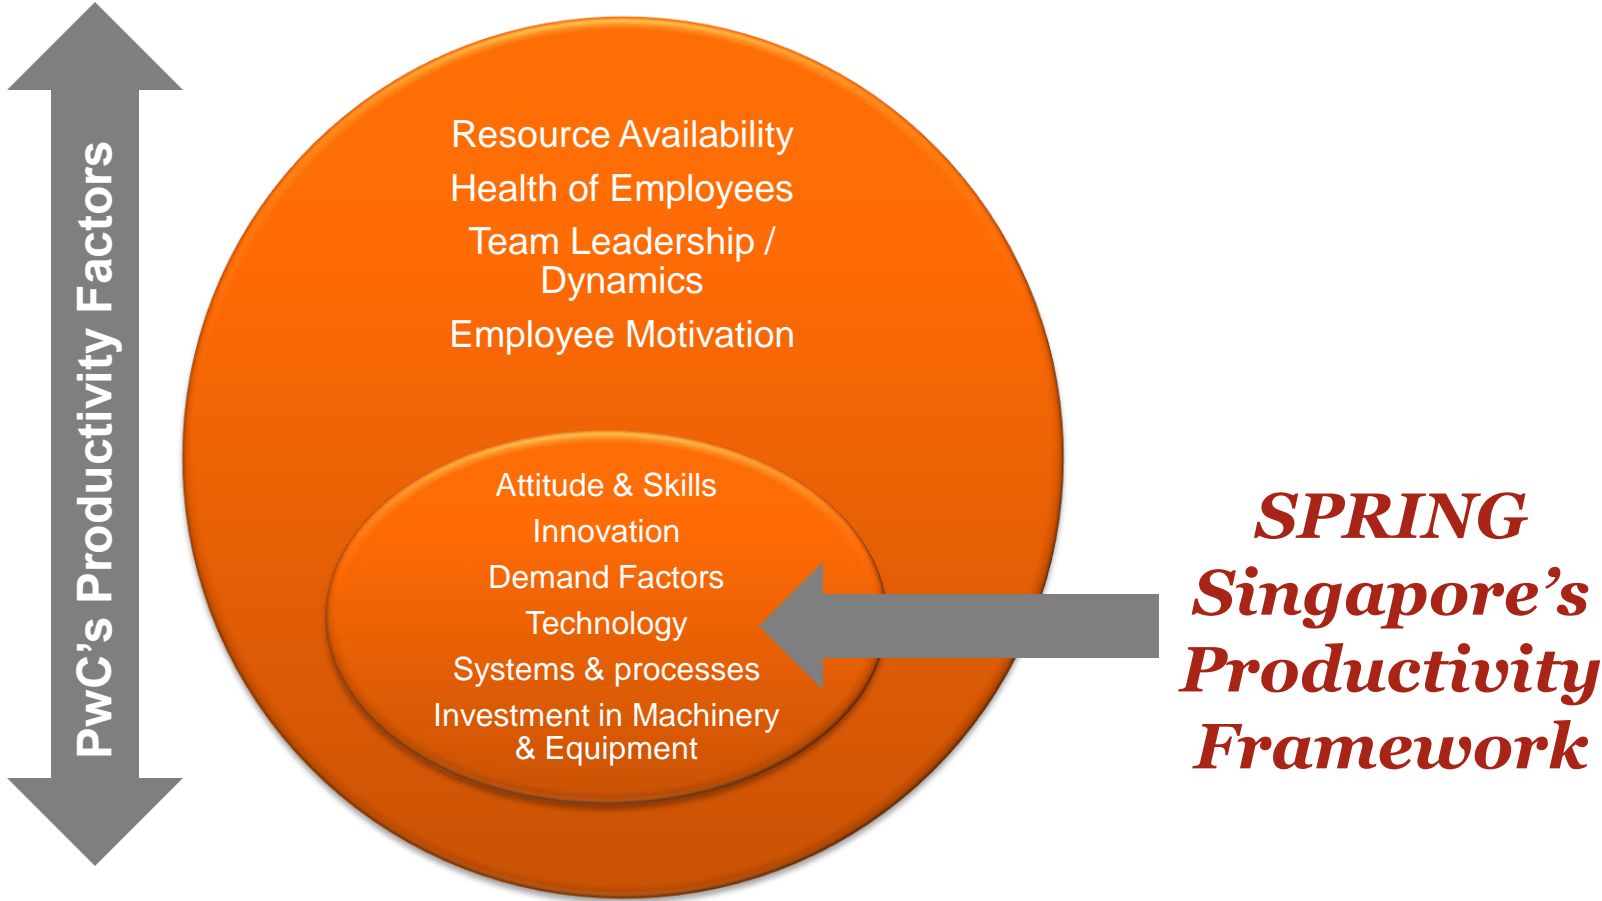 PwC's Productivity Factors
Resource Availability
Health of Employees
Team Leadership /
Dynamics
Employee Motivation
Attitude & Skills
Innovation
Demand Factors
Technology
Systems & processes
Investment in Machinery
& Equipment
SPRING
Singapore’s
Productivity
Framework